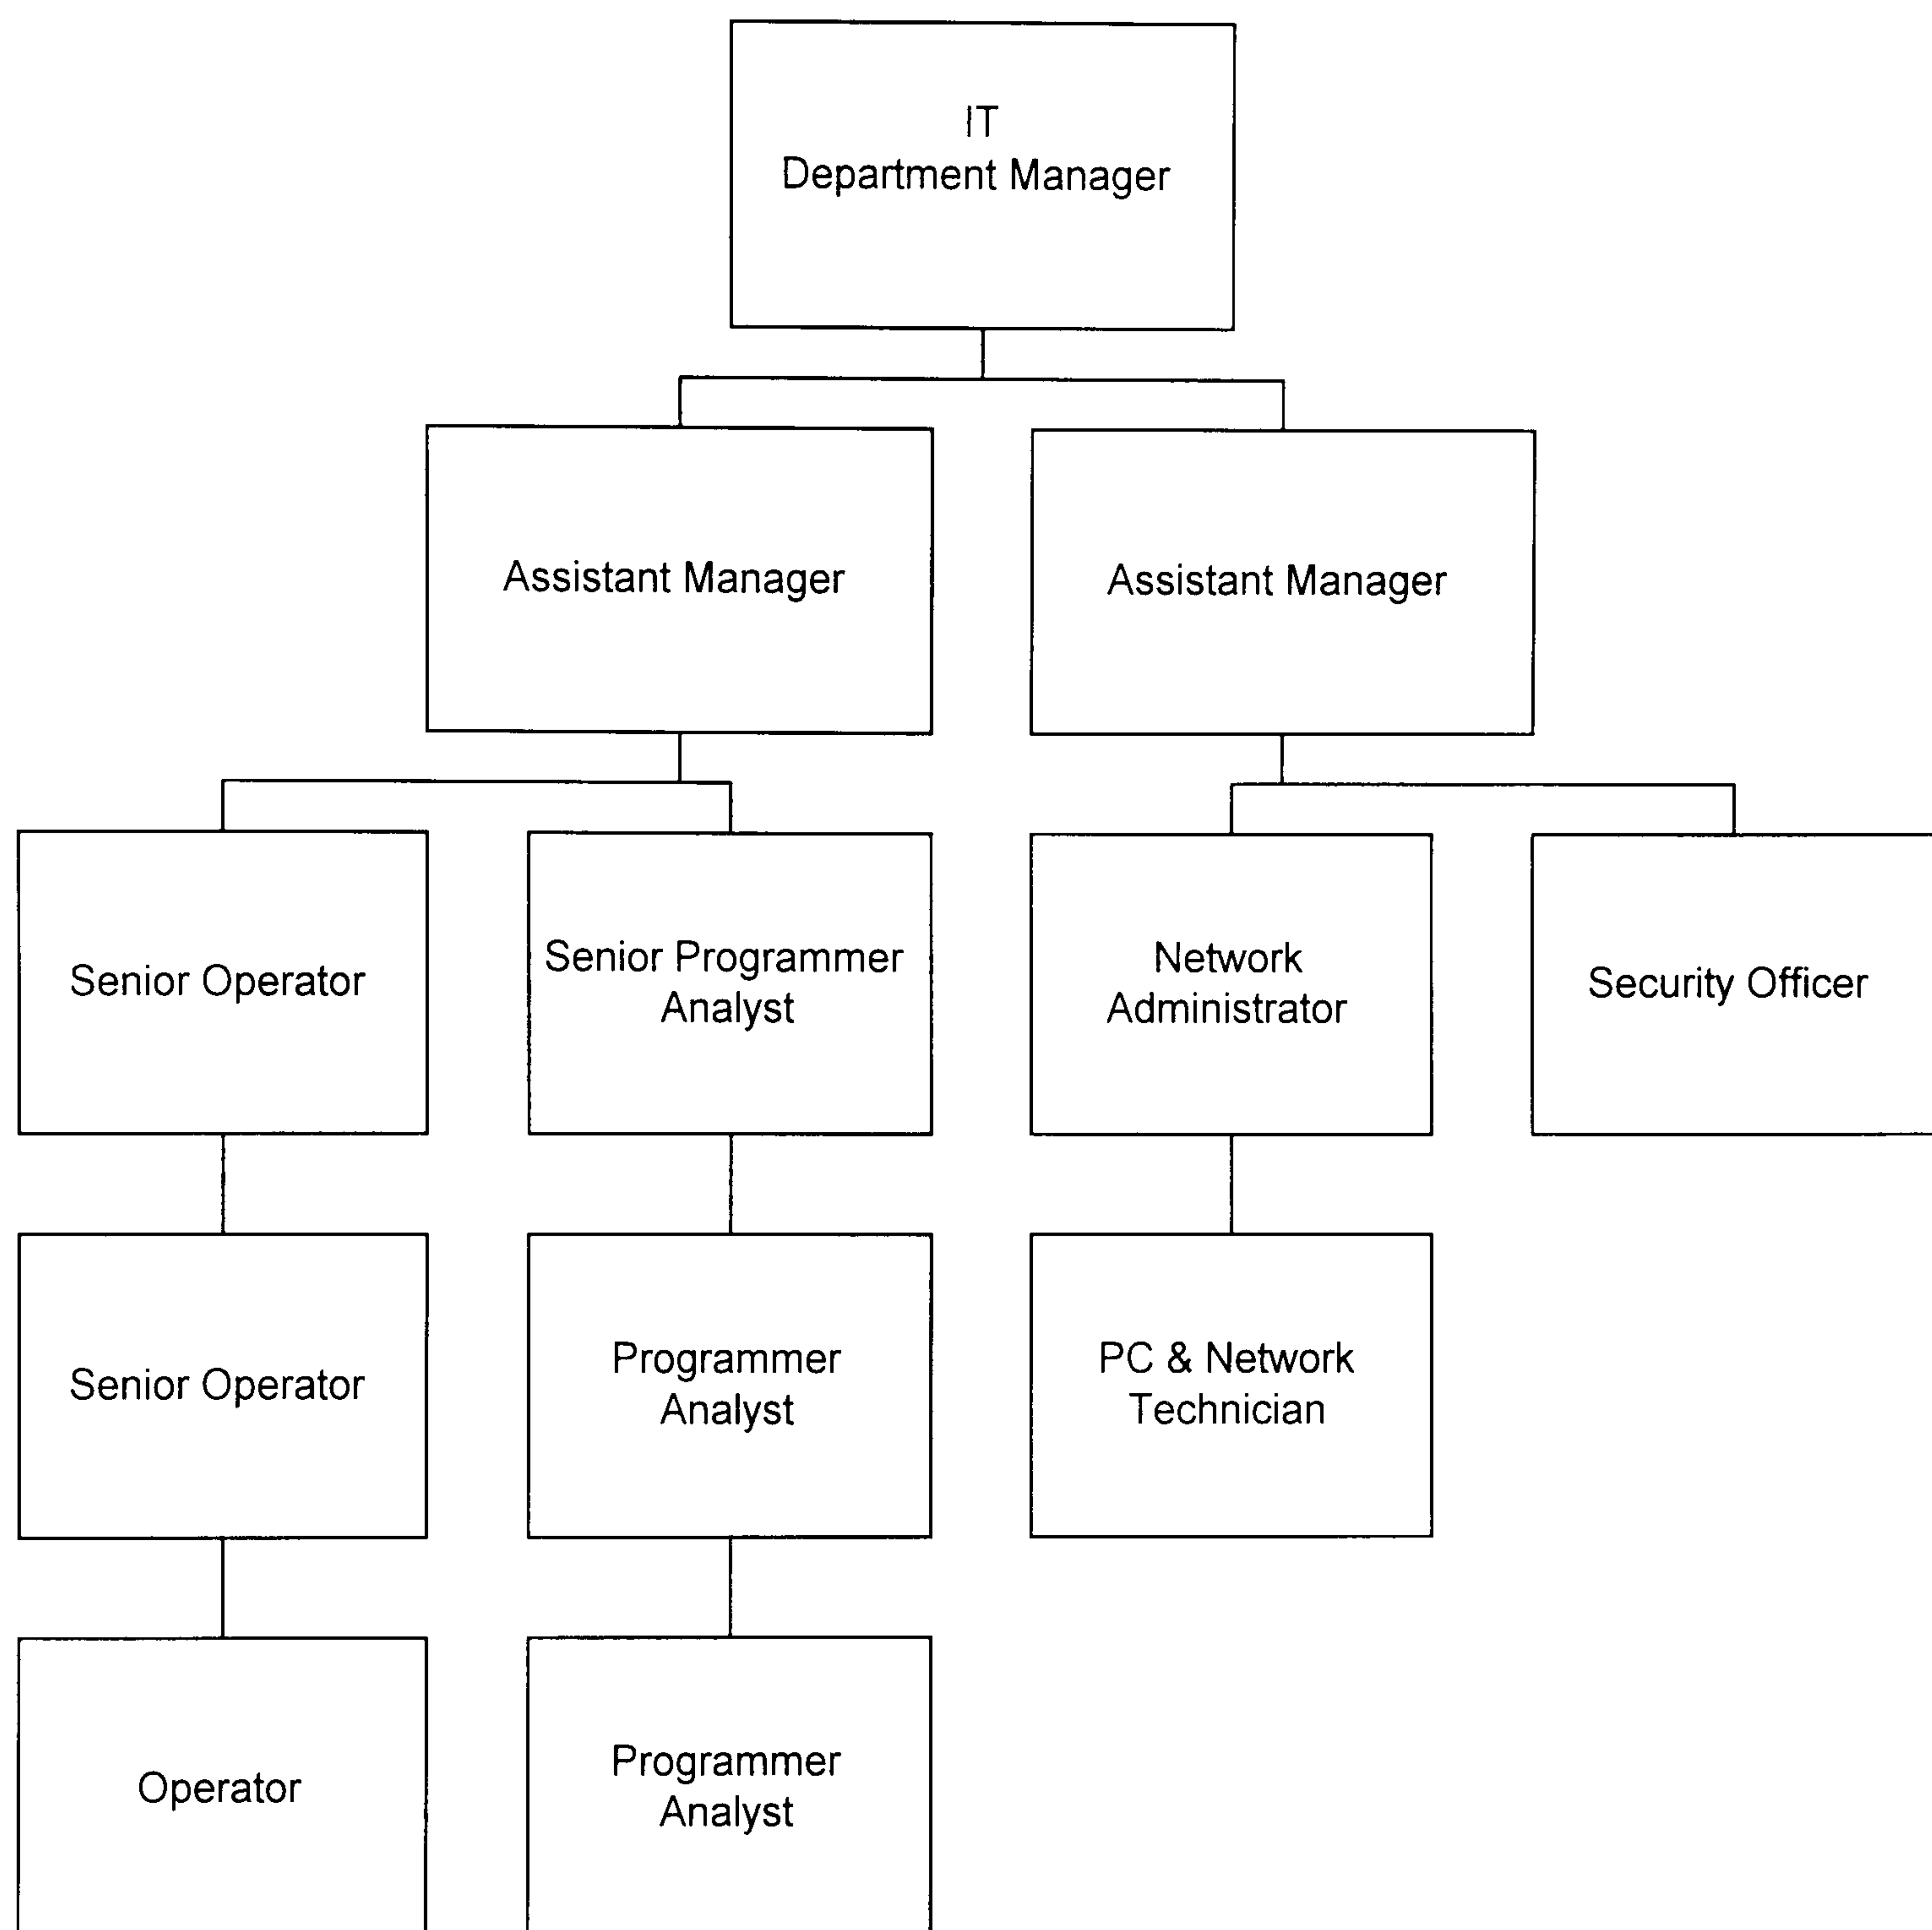 IT
Department Manager
Assistant Manager
Assistant Manager
Senior Operator
Senior Programmer
Analyst
Network
Administrator
Security Officer
Senior Operator
Programmer
Analyst
PC & Network
Technician
Operator
Programmer
Analyst